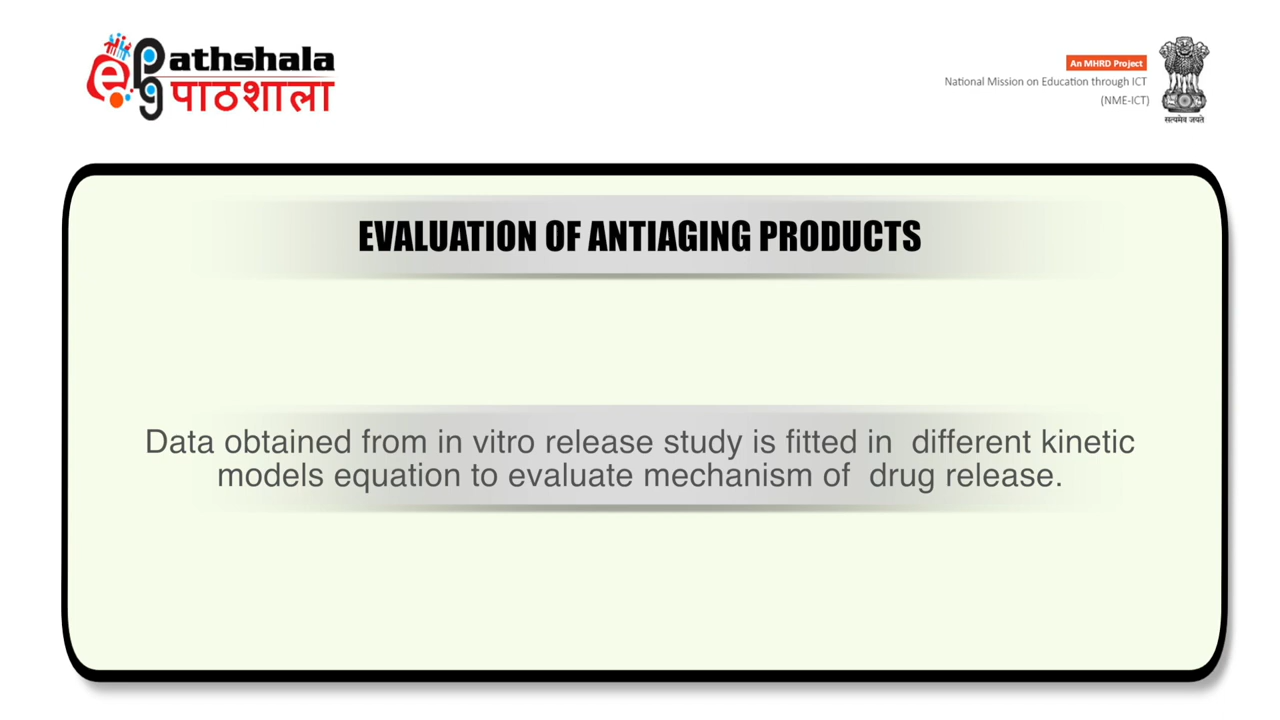 e pg athshala
पाठशाला
An MHRD Project
National Mission on Education through ICT
(NME-ICT)
सत्यमेव जयते
EVALUATION OF ANTIAGING PRODUCTS
Data obtained from in vitro release study is fitted in  different kinetic
models equation to evaluate mechanism of  drug release.